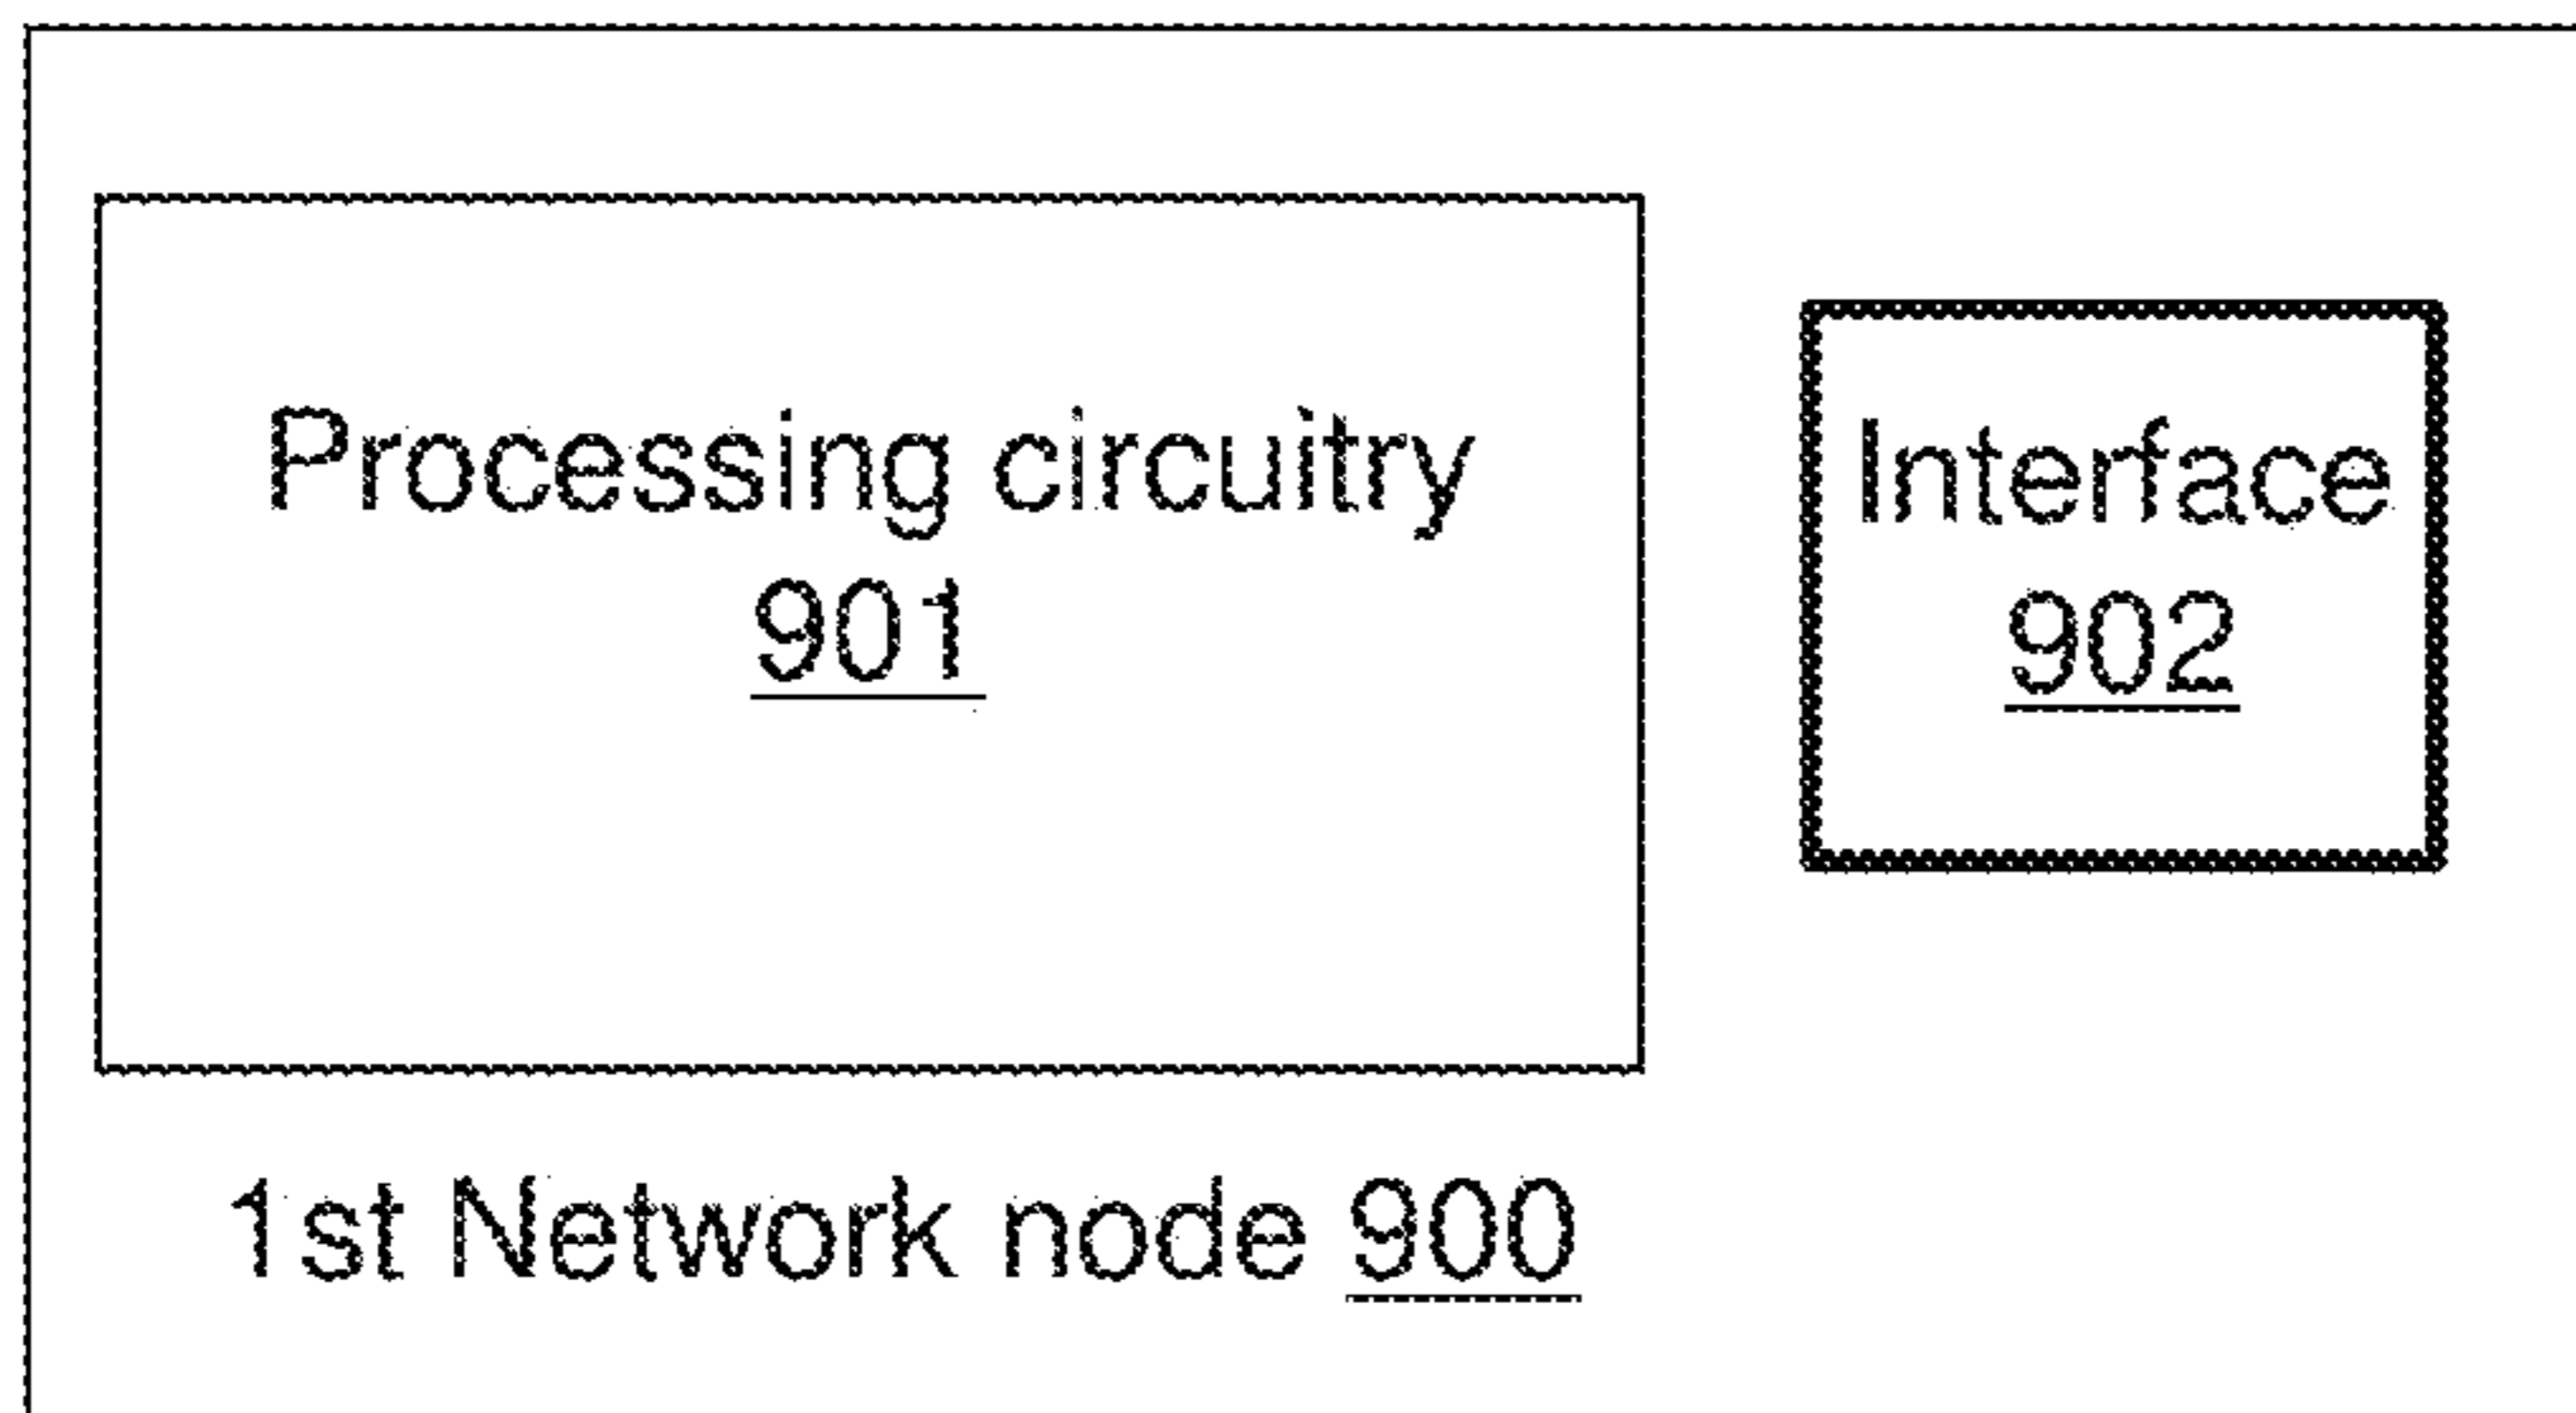 Processing circuitry
901
Interface
902
1st Network node 900